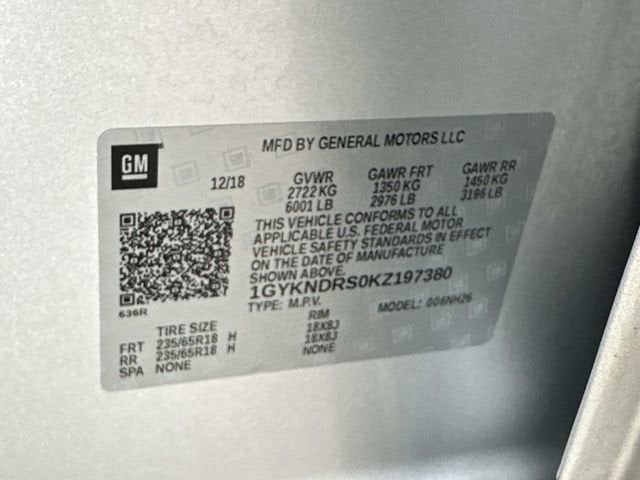 GM
MFD BY GENERAL MOTORS LLC
12/18
GVWR GAWR FRT GAWR RR
2722 KG 1350 KG 1450 KG
6001 LB 2976 LB 3196 LB
THIS VEHICLE CONFORMS TO ALL
APPLICABLE U.S. FEDERAL MOTOR
VEHICLE SAFETY STANDARDS IN EFFECT
ON THE DATE OF MANUFACTURE
SHOWN ABOVE.
1GYKNDRS0KZ197380
TYPE: M.P.V. MODEL: 006NH26
636R
TIRE SIZE RIM
FRT 235/65R18 H 18X8J
RR 235/65R18 H 18X8J
SPA NONE NONE